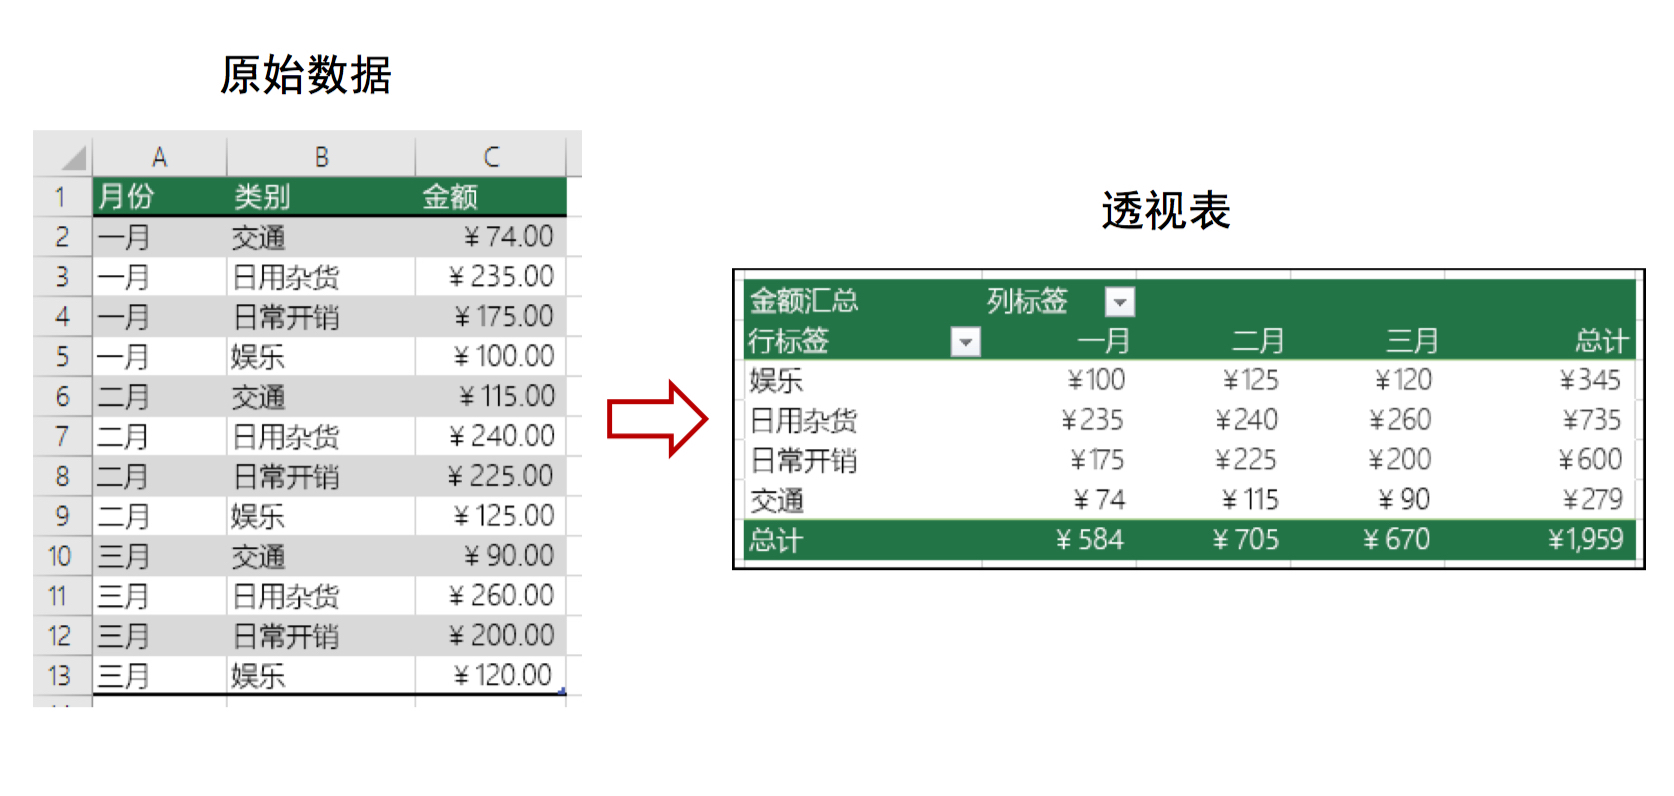 原始数据
A B C
1 月份 类别 金额
2 一月 交通 ¥ 74.00
3 一月 日用杂货 ¥ 235.00
4 一月 日常开销 ¥ 175.00
5 一月 娱乐 ¥ 100.00
6 二月 交通 ¥ 115.00
7 二月 日用杂货 ¥ 240.00
8 二月 日常开销 ¥ 225.00
9 二月 娱乐 ¥ 125.00
10 三月 交通 ¥ 90.00
11 三月 日用杂货 ¥ 260.00
12 三月 日常开销 ¥ 200.00
13 三月 娱乐 ¥ 120.00
透视表
金额汇总 列标签
行标签 一月 二月 三月 总计
娱乐 ¥100 ¥125 ¥120 ¥345
日用杂货 ¥235 ¥240 ¥260 ¥735
日常开销 ¥175 ¥225 ¥200 ¥600
交通 ¥ 74 ¥ 115 ¥ 90 ¥279
总计 ¥ 584 ¥ 705 ¥ 670 ¥1,959